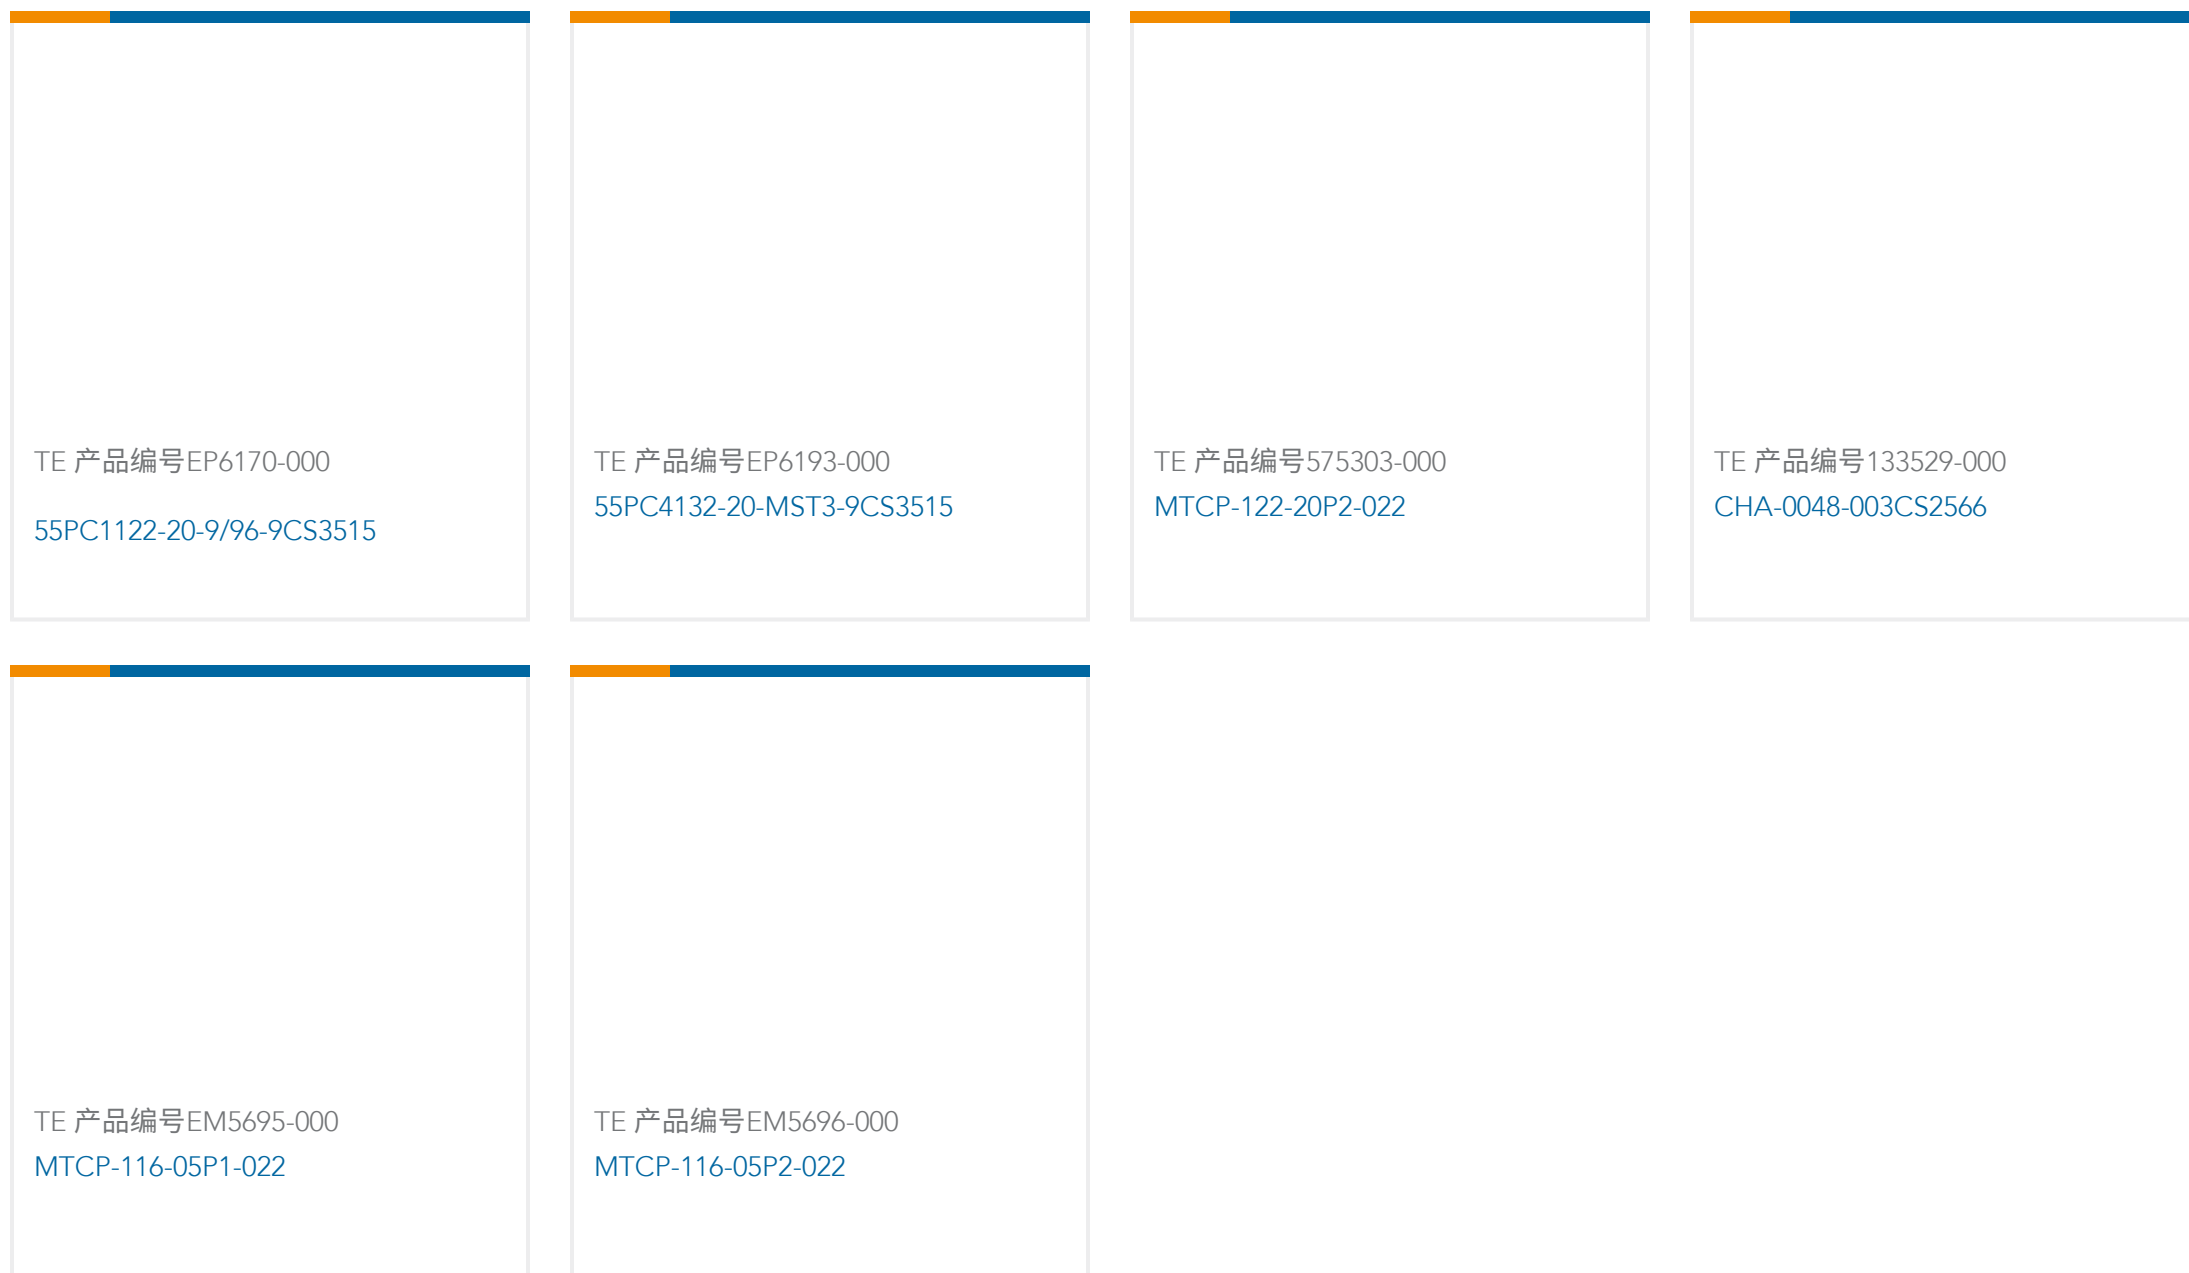 TE 产品编号EP6170-000
55PC1122-20-9/96-9CS3515
TE 产品编号EP6193-000
55PC4132-20-MST3-9CS3515
TE 产品编号575303-000
MTCP-122-20P2-022
TE 产品编号133529-000
CHA-0048-003CS2566
TE 产品编号EM5695-000
MTCP-116-05P1-022
TE 产品编号EM5696-000
MTCP-116-05P2-022